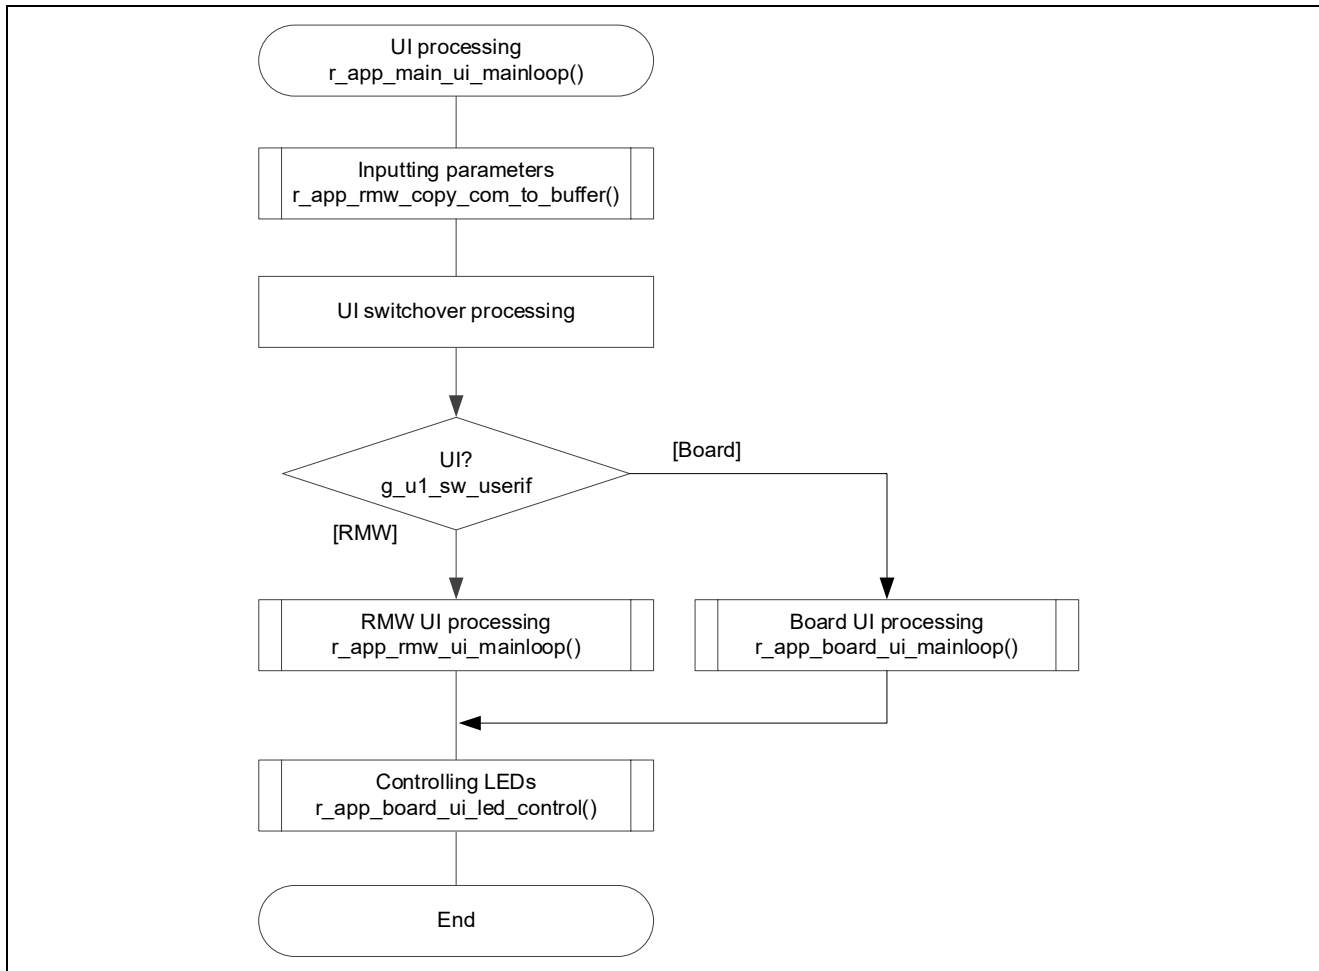 UI processing
r_app_main_ui_mainloop()
Inputting parameters
r_app_rmw_copy_com_to_buffer()
UI switchover processing
UI?
g_u1_sw_userif
[Board]
[RMW]
RMW UI processing
r_app_rmw_ui_mainloop()
Board UI processing
r_app_board_ui_mainloop()
Controlling LEDs
r_app_board_ui_led_control()
End